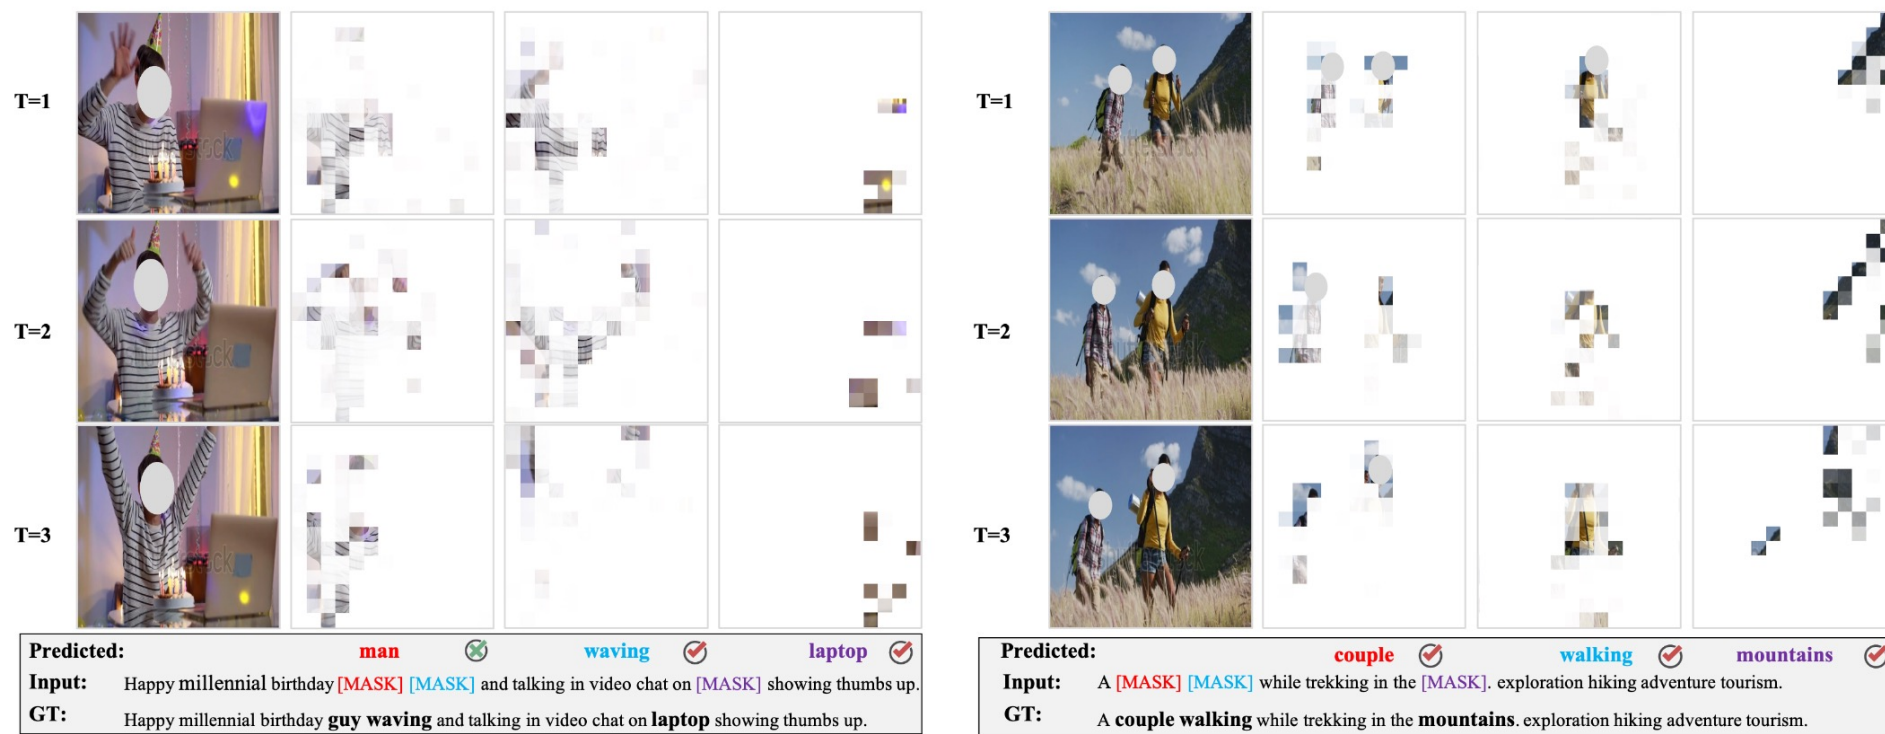 T=1
T=2
T=3
Predicted: man waving laptop
Input: Happy millennial birthday [MASK] [MASK] and talking in video chat on [MASK] showing thumbs up.
GT: Happy millennial birthday guy waving and talking in video chat on laptop showing thumbs up.
T=1
T=2
T=3
Predicted: couple walking mountains
Input: A [MASK] [MASK] while trekking in the [MASK]. exploration hiking adventure tourism.
GT: A couple walking while trekking in the mountains. exploration hiking adventure tourism.